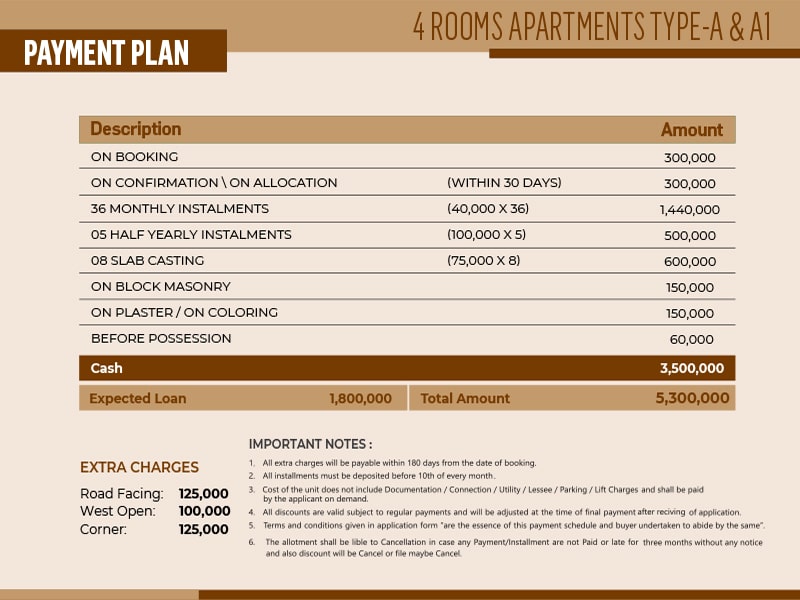 4 ROOMS APARTMENTS TYPE-A & A1
PAYMENT PLAN
Description Amount
ON BOOKING 300,000
ON CONFIRMATION \ ON ALLOCATION (WITHIN 30 DAYS) 300,000
36 MONTHLY INSTALMENTS (40,000 X 36) 1,440,000
05 HALF YEARLY INSTALMENTS (100,000 X 5) 500,000
08 SLAB CASTING (75,000 X 8) 600,000
ON BLOCK MASONRY 150,000
ON PLASTER / ON COLORING 150,000
BEFORE POSSESSION 60,000
Cash 3,500,000
Expected Loan 1,800,000 Total Amount 5,300,000
EXTRA CHARGES
Road Facing: 125,000
West Open: 100,000
Corner: 125,000
IMPORTANT NOTES :
1. All extra charges will be payable within 180 days from the date of booking.
2. All installments must be deposited before 10th of every month.
3. Cost of the unit does not include Documentation / Connection / Utility / Lessee / Parking / Lift Charges and shall be paid
by the applicant on demand.
4. All discounts are valid subject to regular payments and will be adjusted at the time of final payment after reciving of application.
5. Terms and conditions given in application form "are the essence of this payment schedule and buyer undertaken to abide by the same".
6. The allotment shall be lible to Cancellation in case any Payment/Installment are not Paid or late for three months without any notice
and also discount will be Cancel or file maybe Cancel.